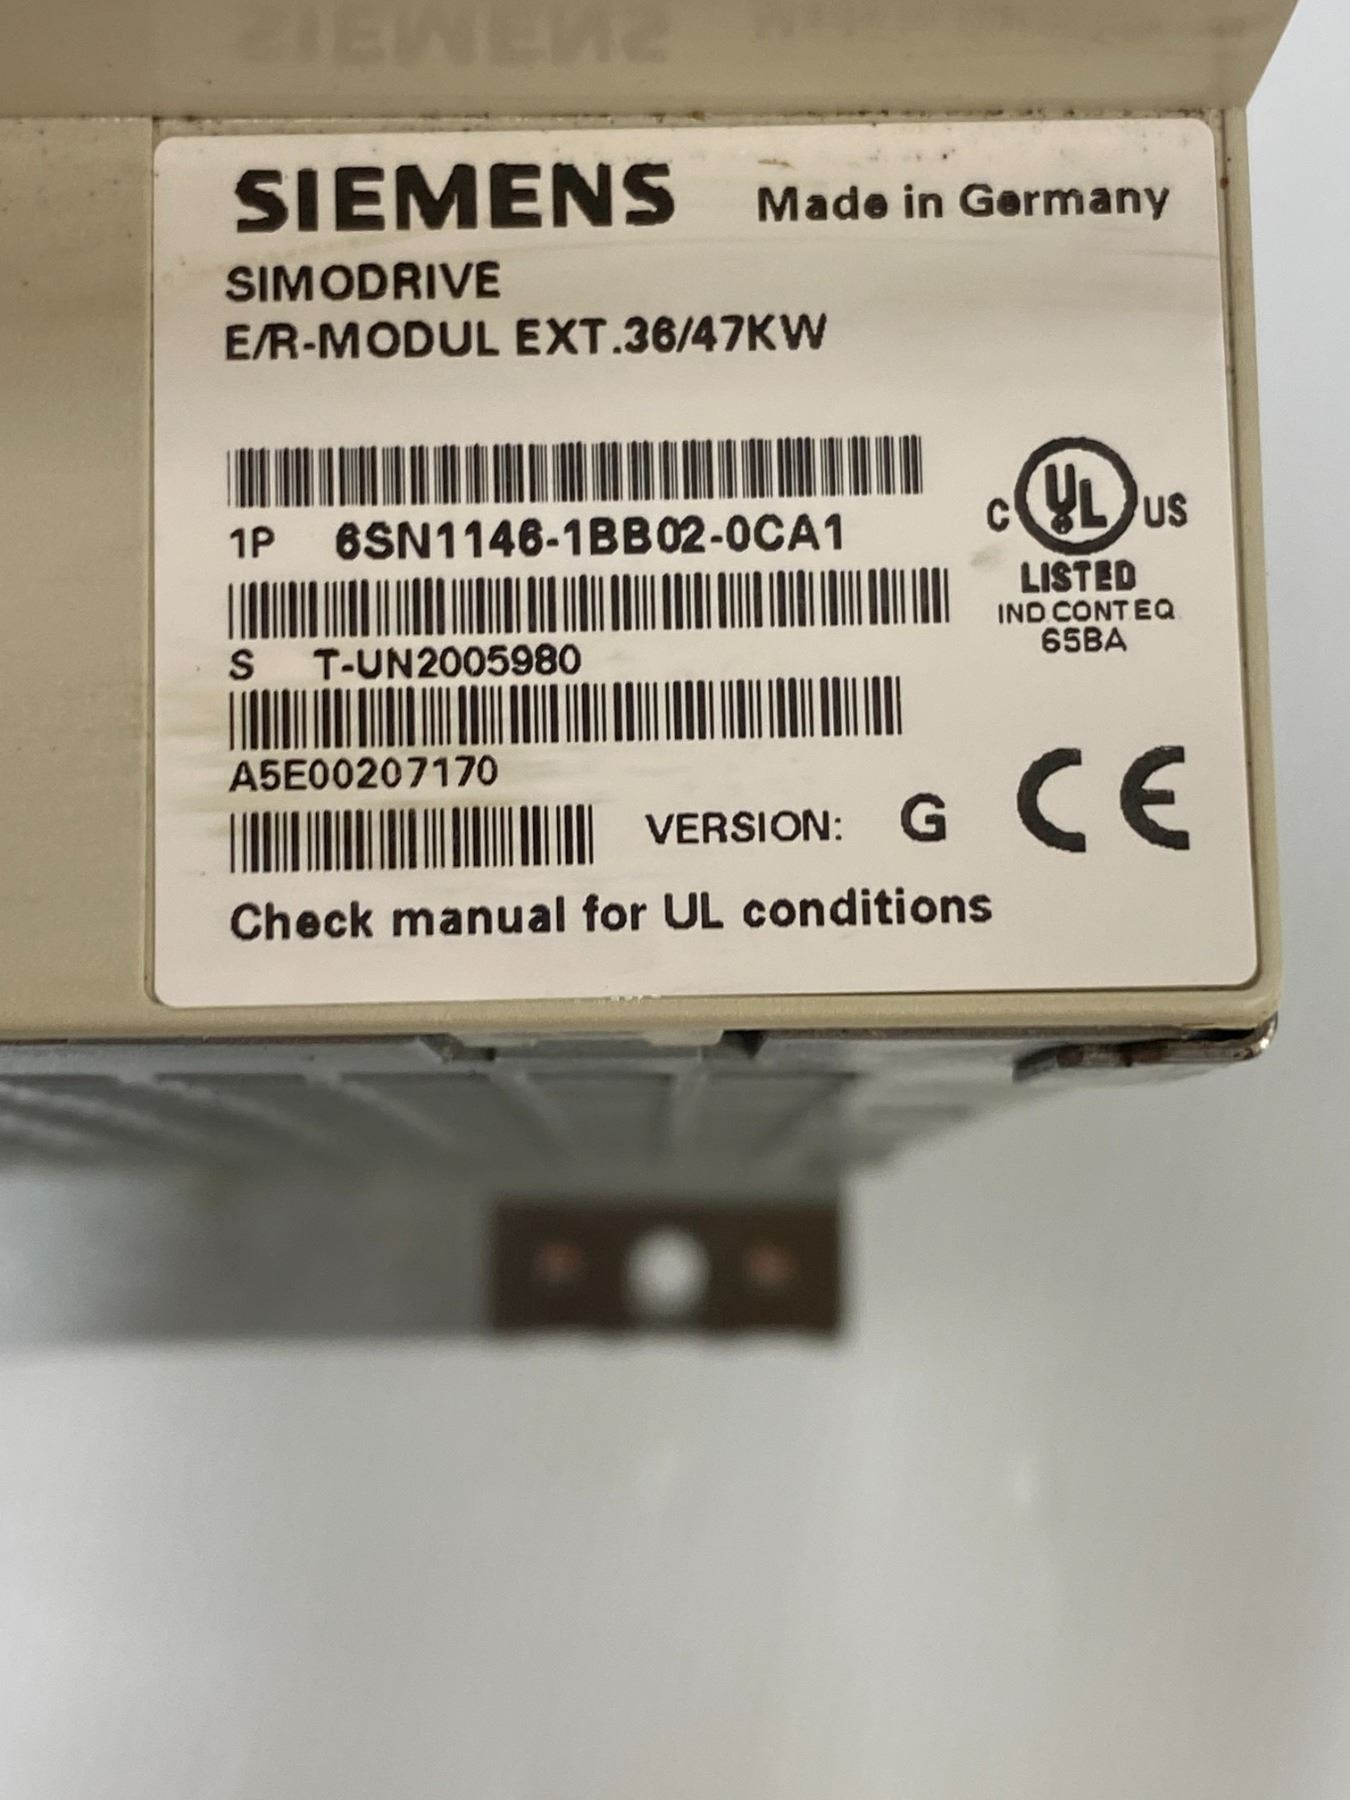 SIEMENS Made in Germany
SIMODRIVE
E/R-MODUL EXT.36/47KW
1P 6SN1146-1BB02-0CA1
C UL US
LISTED
IND.CONT.EQ.
65BA
S T-UN2005980
A5E00207170
VERSION: G CE
Check manual for UL conditions